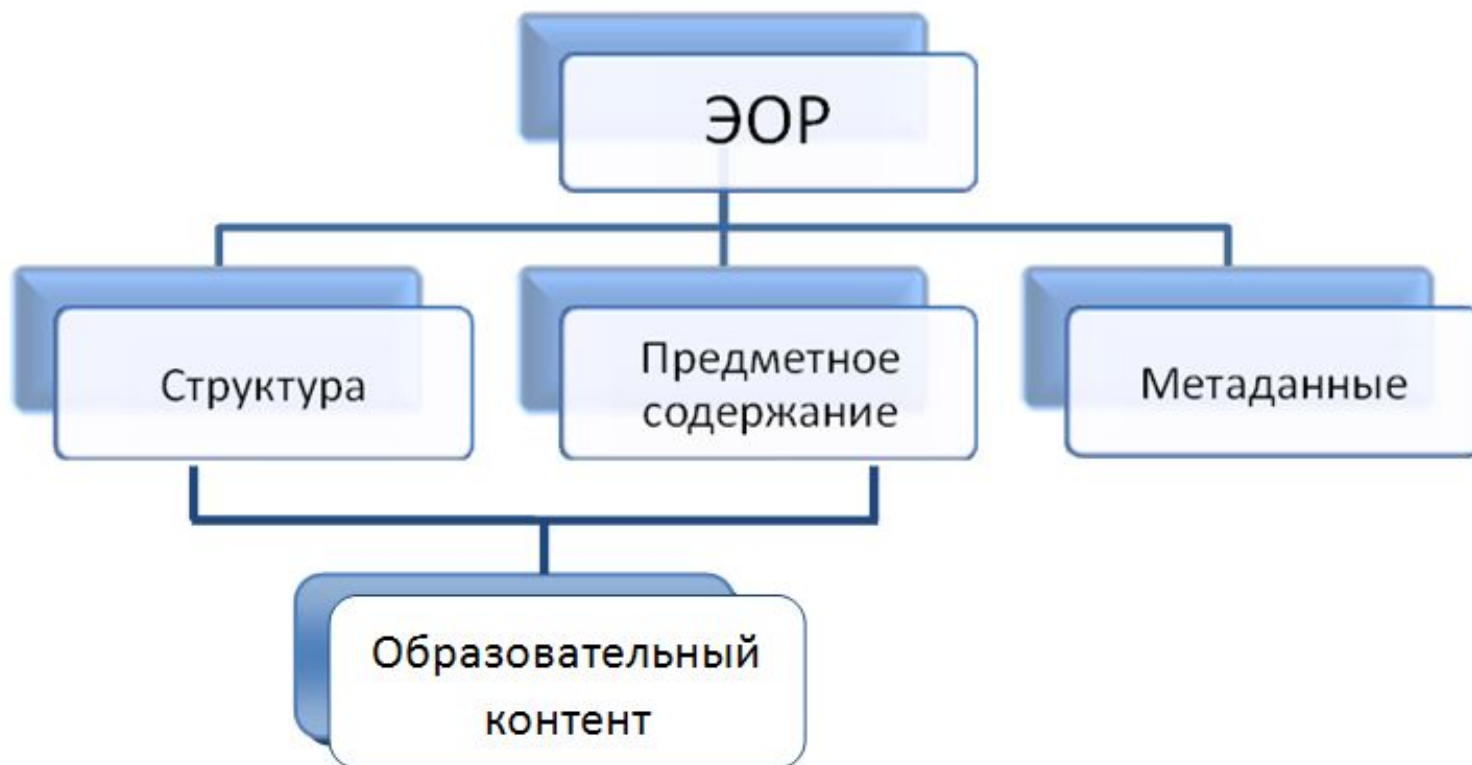 ЭОР
Структура
Предметное
содержание
Метаданные
Образовательный
контент